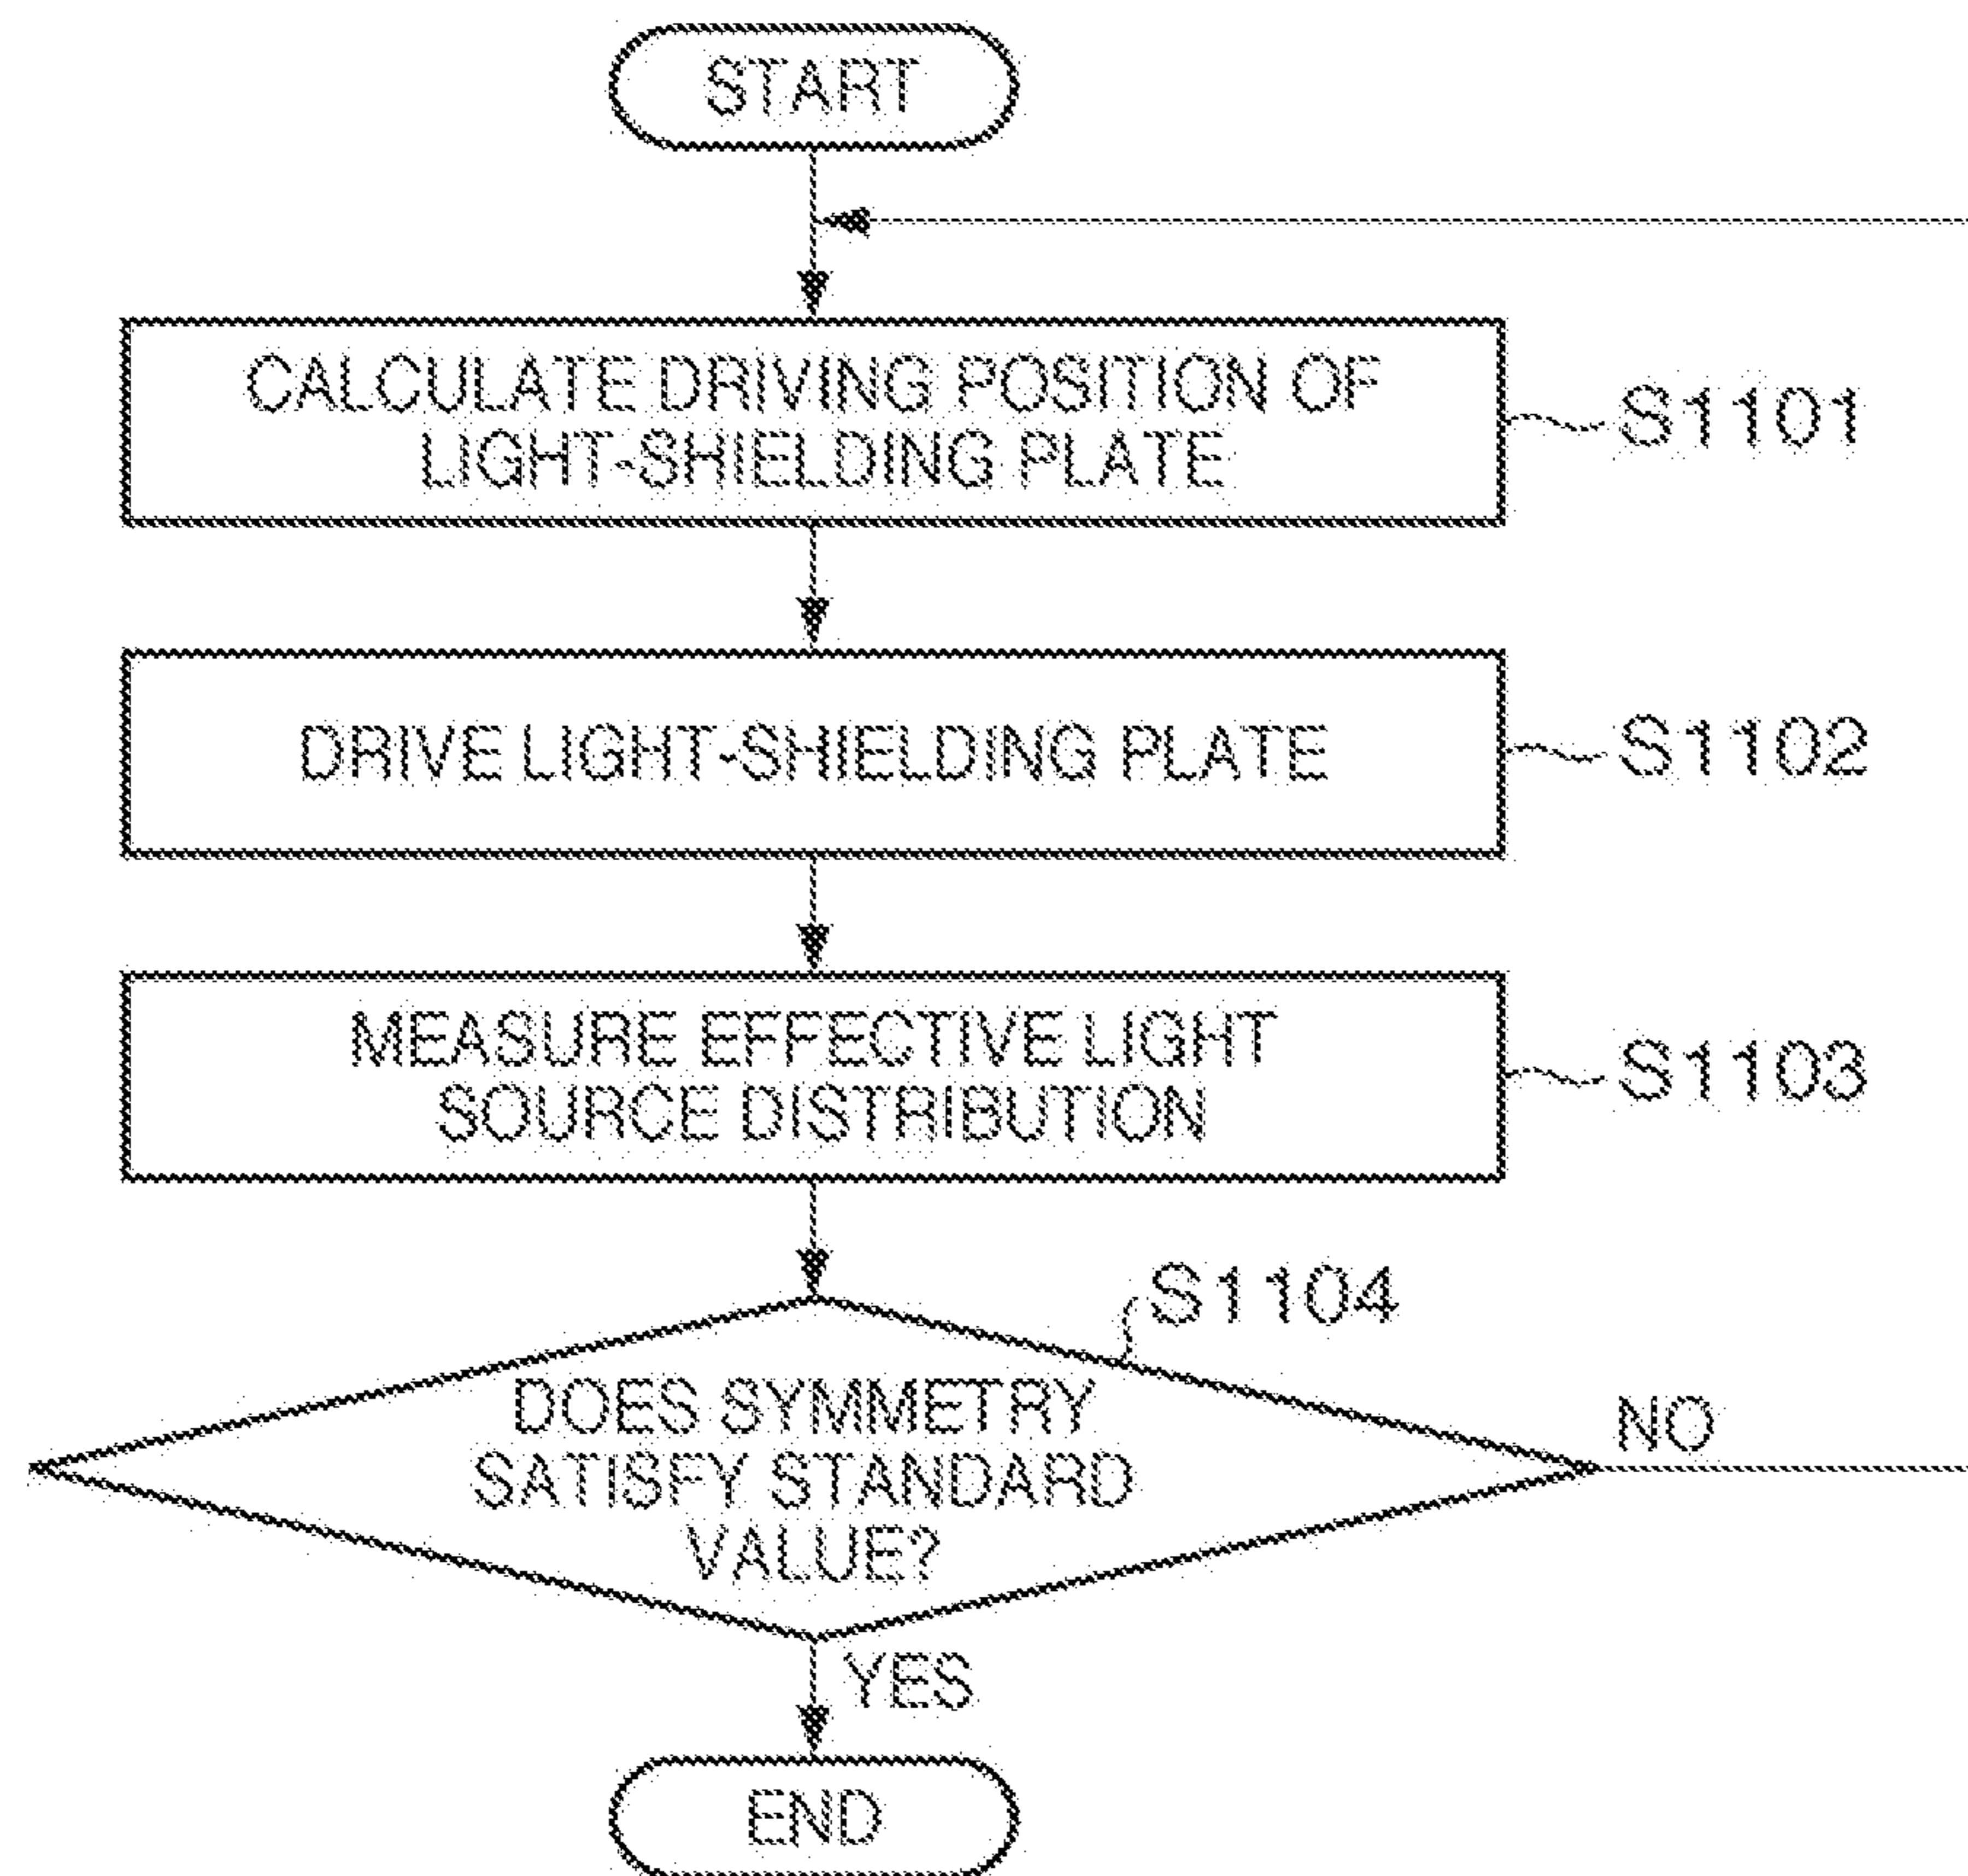 START
CALCULATE DRIVING POSITION OF
LIGHT-SHIELDING PLATE
S1101
DRIVE LIGHT-SHIELDING PLATE
S1102
MEASURE EFFECTIVE LIGHT
SOURCE DISTRIBUTION
S1103
S1104
DOES SYMMETRY
SATISFY STANDARD
VALUE?
NO
YES
END